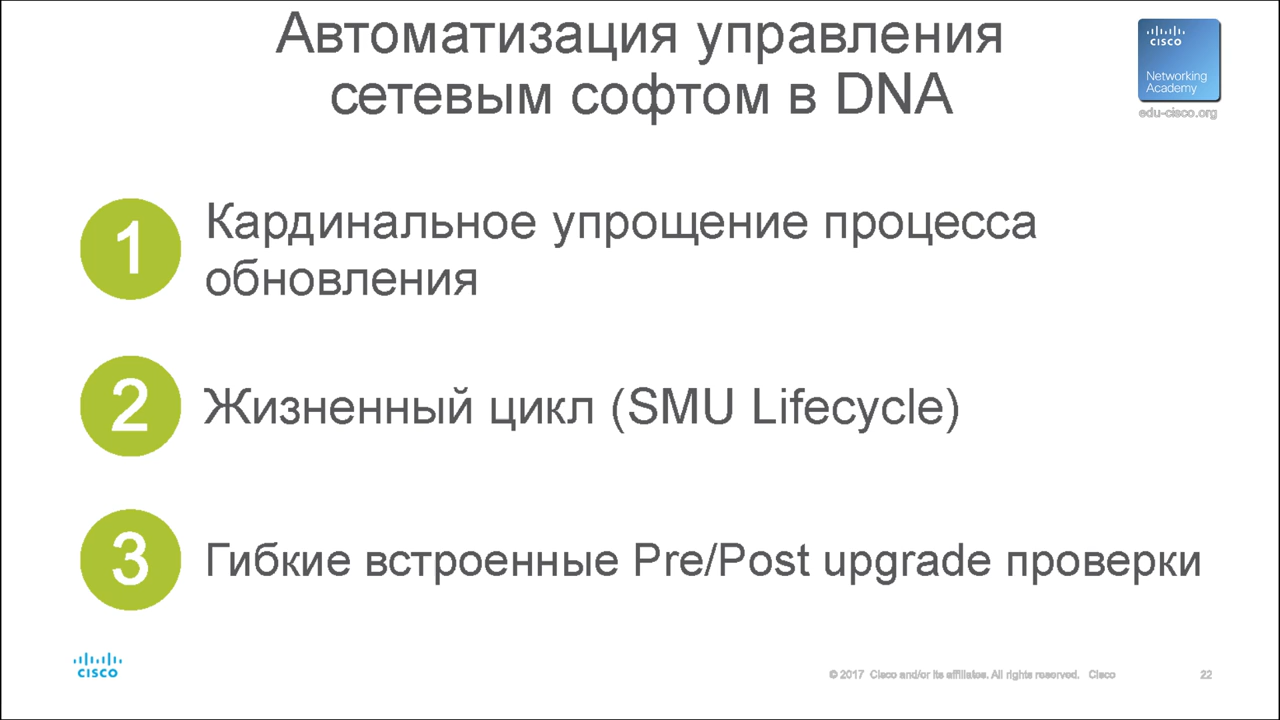 Автоматизация управления
сетевым софтом в DNA
CISCO
Networking
Academy
edu-cisco.org
1
Кардинальное упрощение процесса
обновления
2
Жизненный цикл (SMU Lifecycle)
3
Гибкие встроенные Pre/Post upgrade проверки
CISCO
© 2017 Cisco and/or its affiliates. All rights reserved. Cisco
22